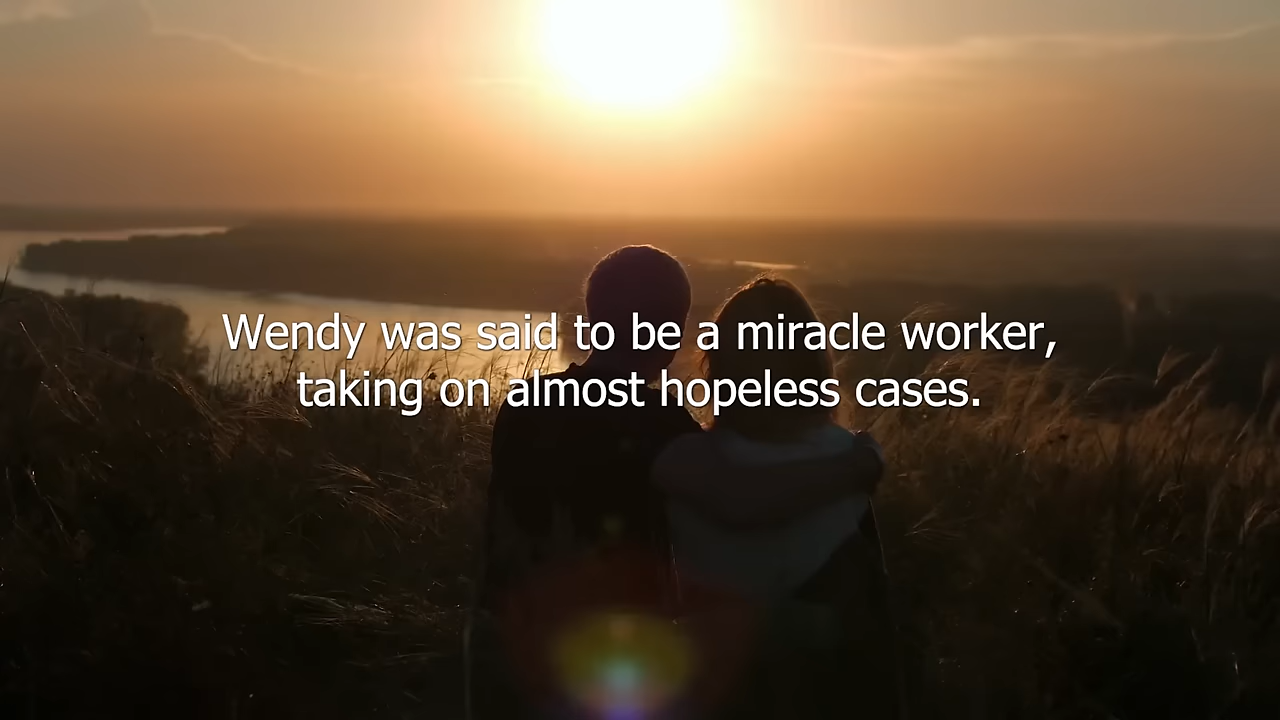 Wendy was said to be a miracle worker,
taking on almost hopeless cases.